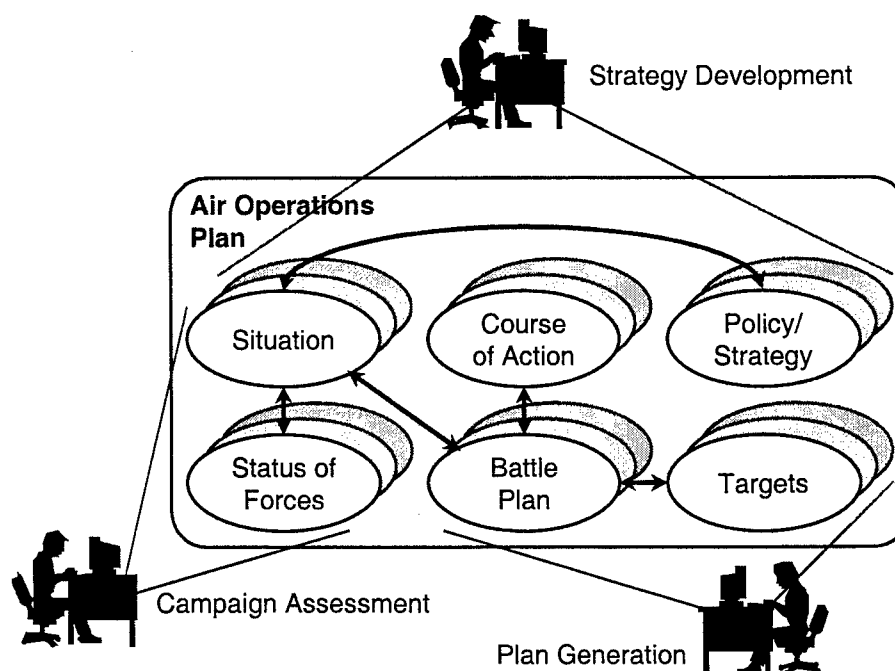 Strategy Development
Air Operations
Plan
Situation
Course
of Action
Policy/
Strategy
Status of
Forces
Battle
Plan
Targets
Campaign Assessment
Plan Generation